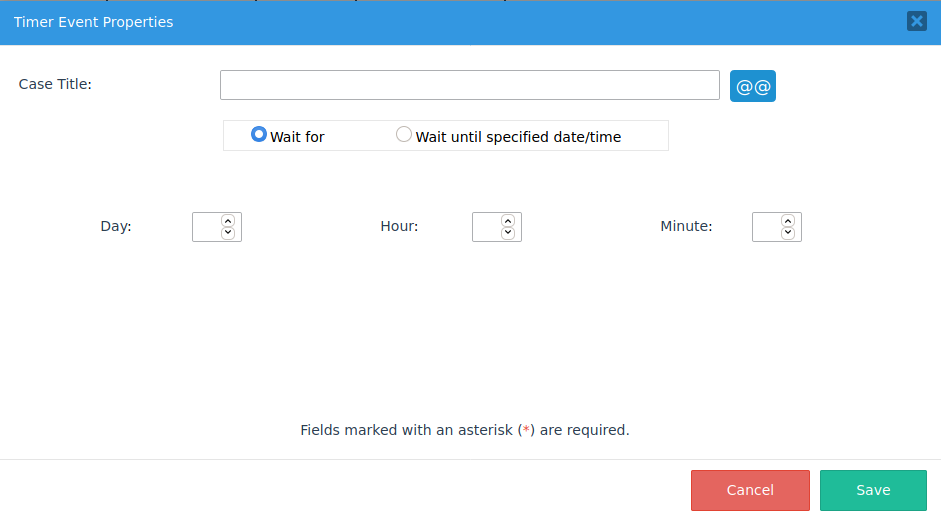 Timer Event Properties
Case Title:
@@
Wait for
Wait until specified date/time
Day:
Hour:
Minute:
Fields marked with an asterisk (*) are required.
Cancel
Save